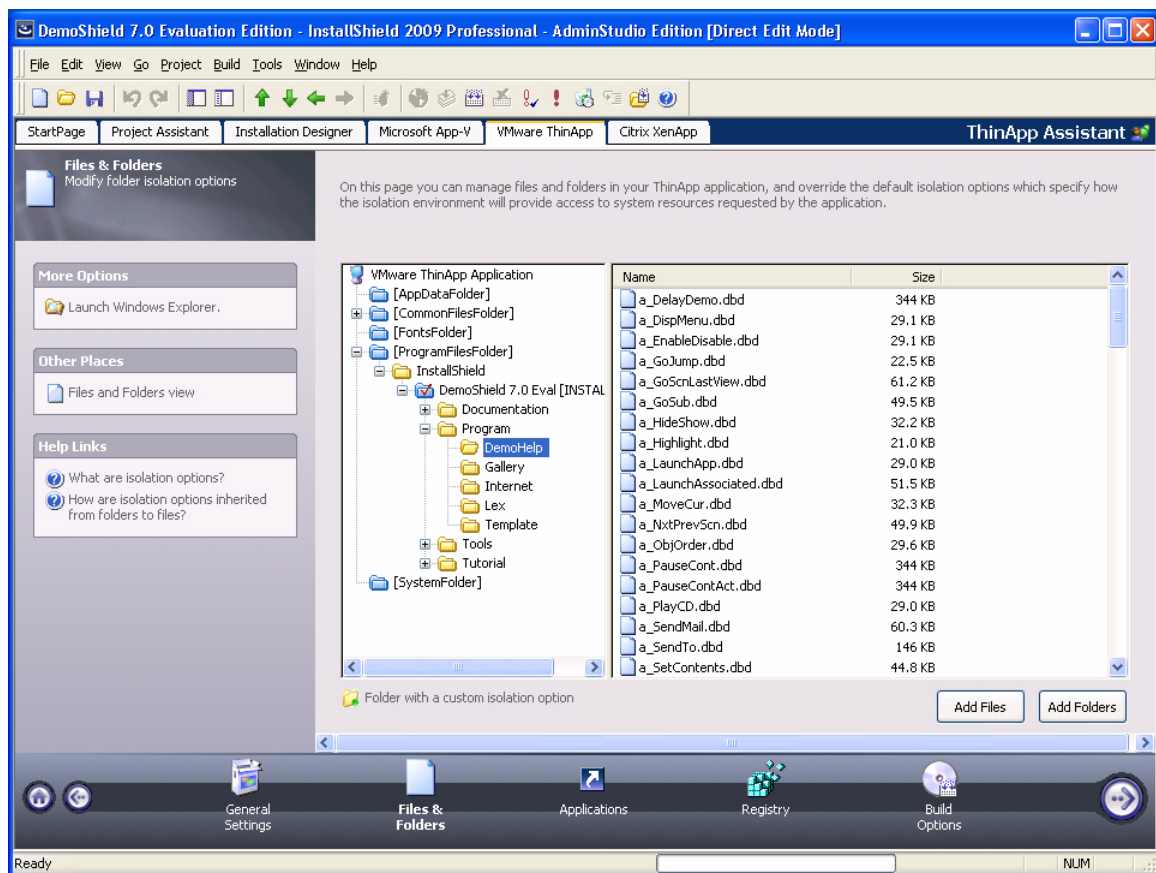 DemoShield 7.0 Evaluation Edition - InstallShield 2009 Professional - AdminStudio Edition [Direct Edit Mode]
File Edit View Go Project Build Tools Window Help
StartPage Project Assistant Installation Designer Microsoft App-V VMware ThinApp Citrix XenApp ThinApp Assistant
Files & Folders
Modify folder isolation options
On this page you can manage files and folders in your ThinApp application, and override the default isolation options which specify how
the isolation environment will provide access to system resources requested by the application.
More Options
Launch Windows Explorer.
Other Places
Files and Folders view
Help Links
What are isolation options?
How are isolation options inherited
from folders to files?
VMware ThinApp Application
[AppDataFolder]
[CommonFilesFolder]
[FontsFolder]
[ProgramFilesFolder]
InstallShield
DemoShield 7.0 Eval [INSTAL
Documentation
Program
DemoHelp
Gallery
Internet
Lex
Template
Tools
Tutorial
[SystemFolder]
Name Size
a_DelayDemo.dbd 344 KB
a_DispMenu.dbd 29.1 KB
a_EnableDisable.dbd 29.1 KB
a_GoJump.dbd 22.5 KB
a_GoScnLastView.dbd 61.2 KB
a_GoSub.dbd 49.5 KB
a_HideShow.dbd 32.2 KB
a_Highlight.dbd 21.0 KB
a_LaunchApp.dbd 29.0 KB
a_LaunchAssociated.dbd 51.5 KB
a_MoveCur.dbd 32.3 KB
a_NxtPrevScn.dbd 49.9 KB
a_ObjOrder.dbd 29.6 KB
a_PauseCont.dbd 344 KB
a_PauseContAct.dbd 344 KB
a_PlayCD.dbd 29.0 KB
a_SendMail.dbd 60.3 KB
a_SendTo.dbd 146 KB
a_SetContents.dbd 44.8 KB
Folder with a custom isolation option
Add Files Add Folders
General
Settings
Files &
Folders
Applications
Registry
Build
Options
Ready NUM